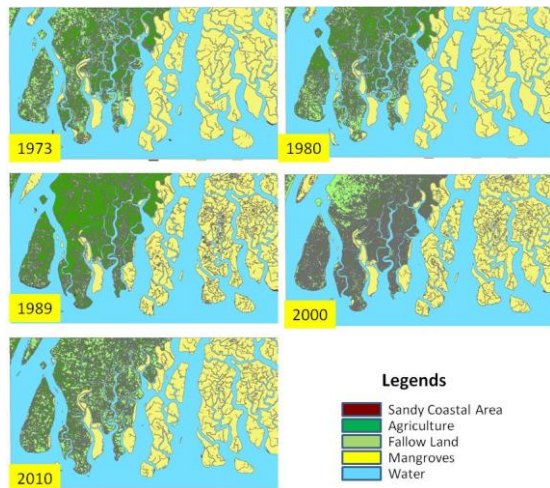 1973
1980
1989
2000
2010
Legends
Sandy Coastal Area
Agriculture
Fallow Land
Mangroves
Water